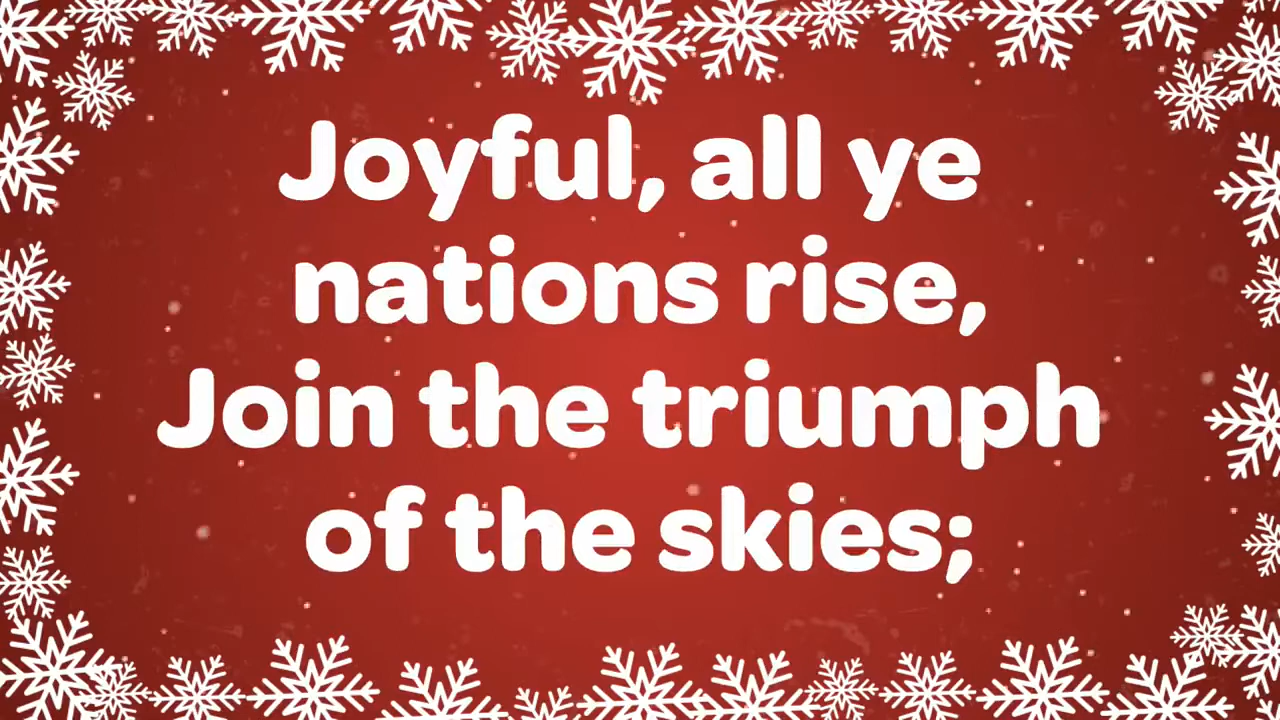 Joyful, all ye
nations rise,
Join the triumph
of the skies;